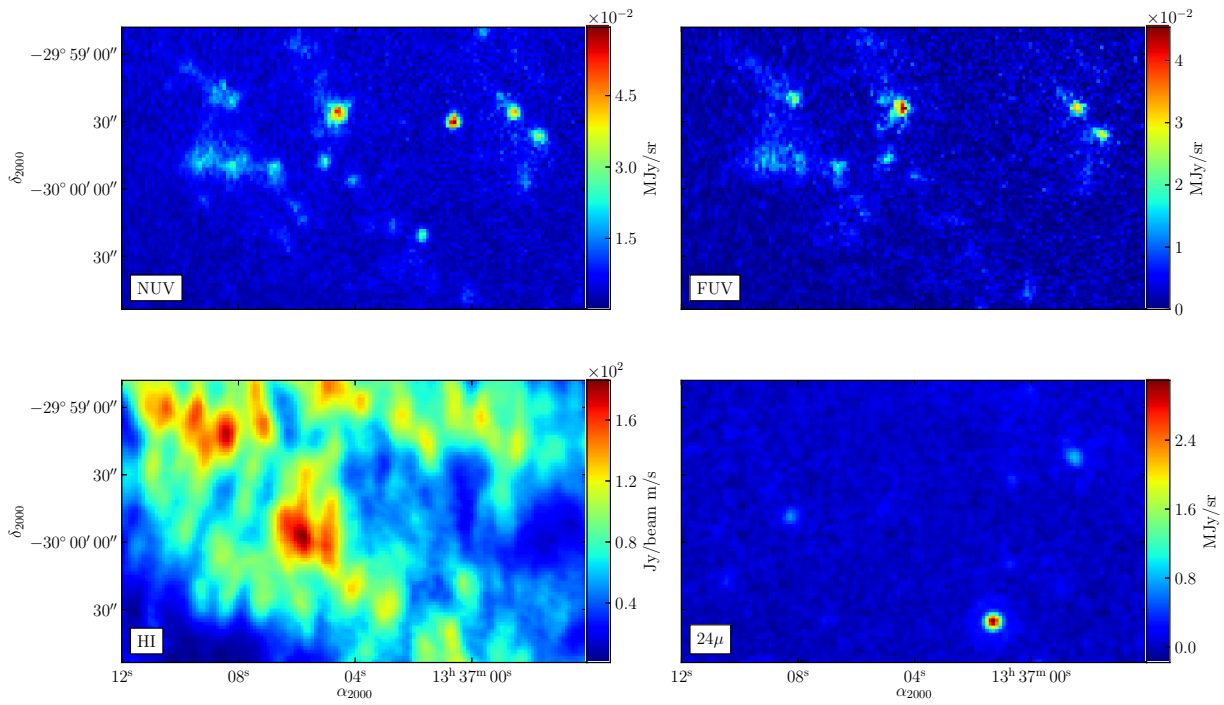 ×10⁻² ×10⁻²
−29° 59′ 00″
4.5 4
30″ 3
3.0
δ₂₀₀₀ MJy/sr MJy/sr
−30° 00′ 00″ 2
1.5
30″ 1
NUV FUV
0
×10²
−29° 59′ 00″
1.6 2.4
30″
1.2 1.6
δ₂₀₀₀ Jy/beam m/s MJy/sr
−30° 00′ 00″
0.8 0.8
30″ 0.4
HI 24μ 0.0
12ˢ 08ˢ 04ˢ 13ʰ 37ᵐ 00ˢ 12ˢ 08ˢ 04ˢ 13ʰ 37ᵐ 00ˢ
α₂₀₀₀ α₂₀₀₀